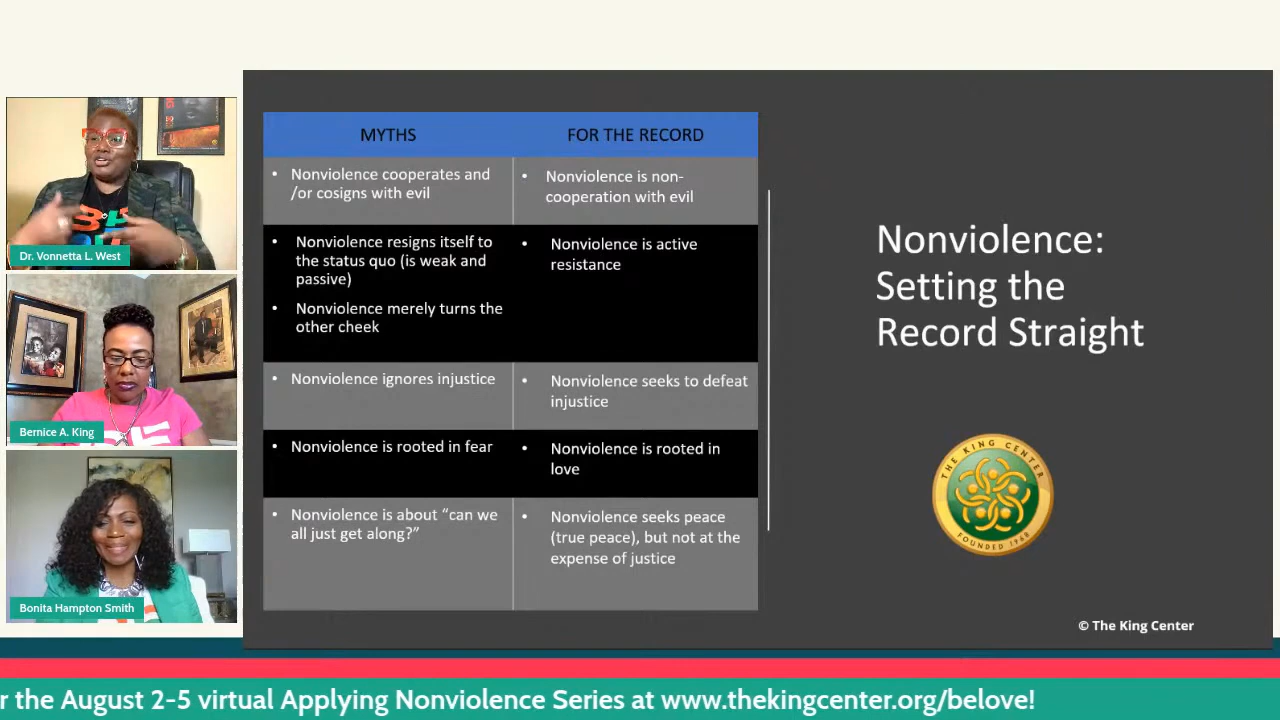 Dr. Vonnetta L. West
Bernice A. King
Bonita Hampton Smith
MYTHS
FOR THE RECORD
• Nonviolence cooperates and
/or cosigns with evil
• Nonviolence is non-
cooperation with evil
• Nonviolence resigns itself to
the status quo (is weak and
passive)
• Nonviolence merely turns the
other cheek
• Nonviolence is active
resistance
• Nonviolence ignores injustice
• Nonviolence seeks to defeat
injustice
• Nonviolence is rooted in fear
• Nonviolence is rooted in
love
• Nonviolence is about “can we
all just get along?”
• Nonviolence seeks peace
(true peace), but not at the
expense of justice
Nonviolence:
Setting the
Record Straight
THE KING CENTER
FOUNDED 1968
© The King Center
r the August 2-5 virtual Applying Nonviolence Series at www.thekingcenter.org/belove!